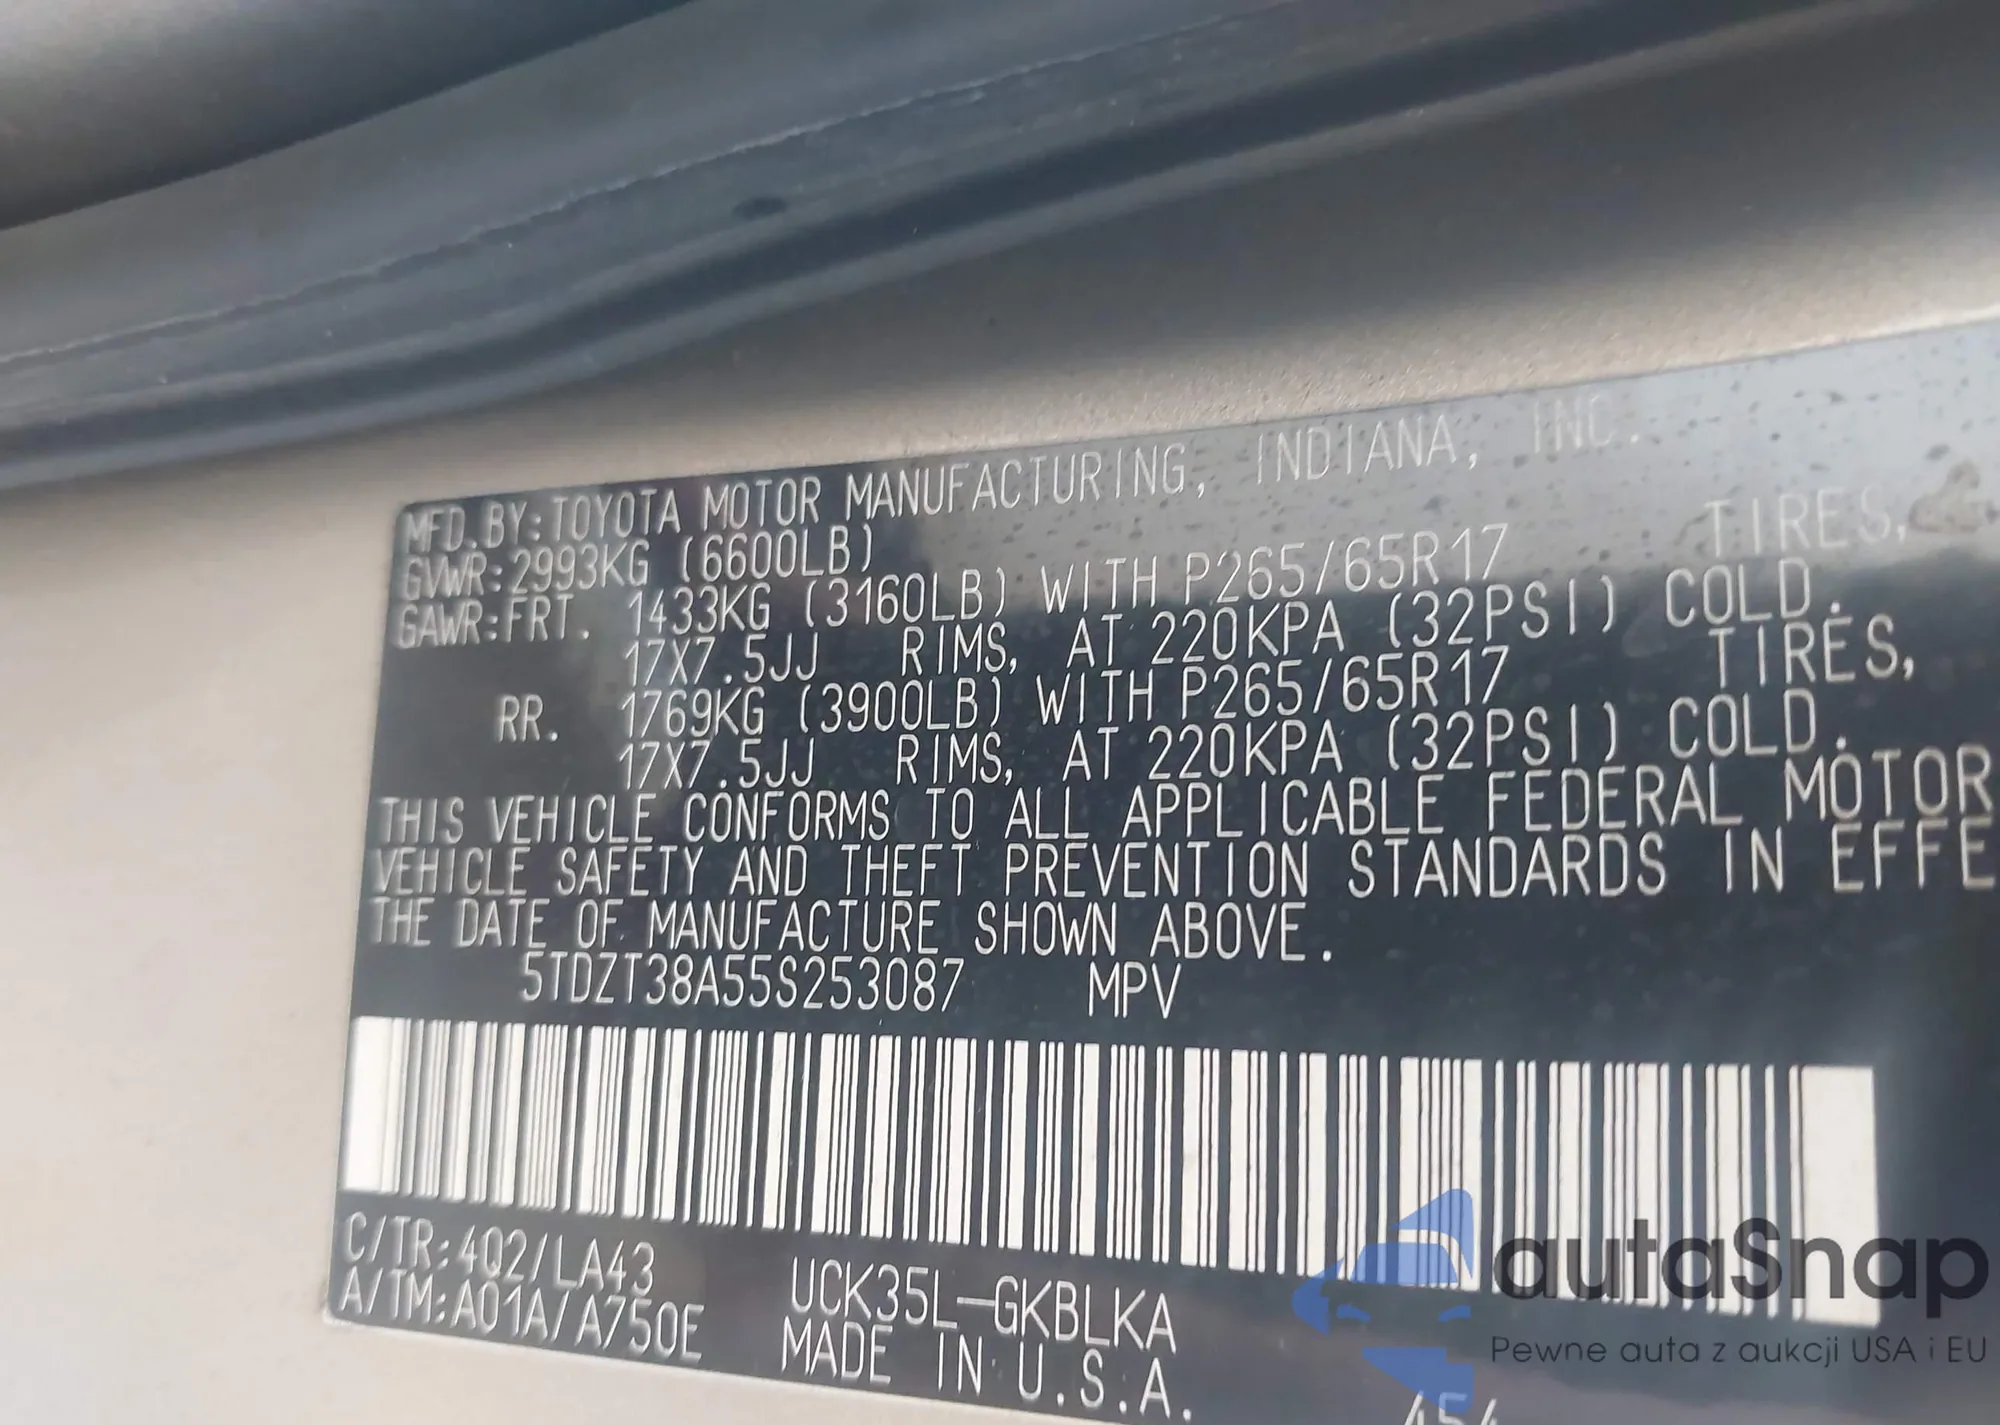 MFD.BY:TOYOTA MOTOR MANUFACTURING, INDIANA, INC.
GVWR:2993KG (6600LB)
GAWR:FRT. 1433KG (3160LB) WITH P265/65R17 TIRES,
17X7.5JJ RIMS, AT 220KPA (32PSI) COLD.
RR. 1769KG (3900LB) WITH P265/65R17 TIRES,
17X7.5JJ RIMS, AT 220KPA (32PSI) COLD.
THIS VEHICLE CONFORMS TO ALL APPLICABLE FEDERAL MOTOR
VEHICLE SAFETY AND THEFT PREVENTION STANDARDS IN EFFE
THE DATE OF MANUFACTURE SHOWN ABOVE.
5TDZT38A55S253087 MPV
C/TR:4Q2/LA43 UCK35L-GKBLKA
A/TM:A01A/A750E MADE IN U.S.A.
autaSnap
Pewne auta z aukcji USA i EU